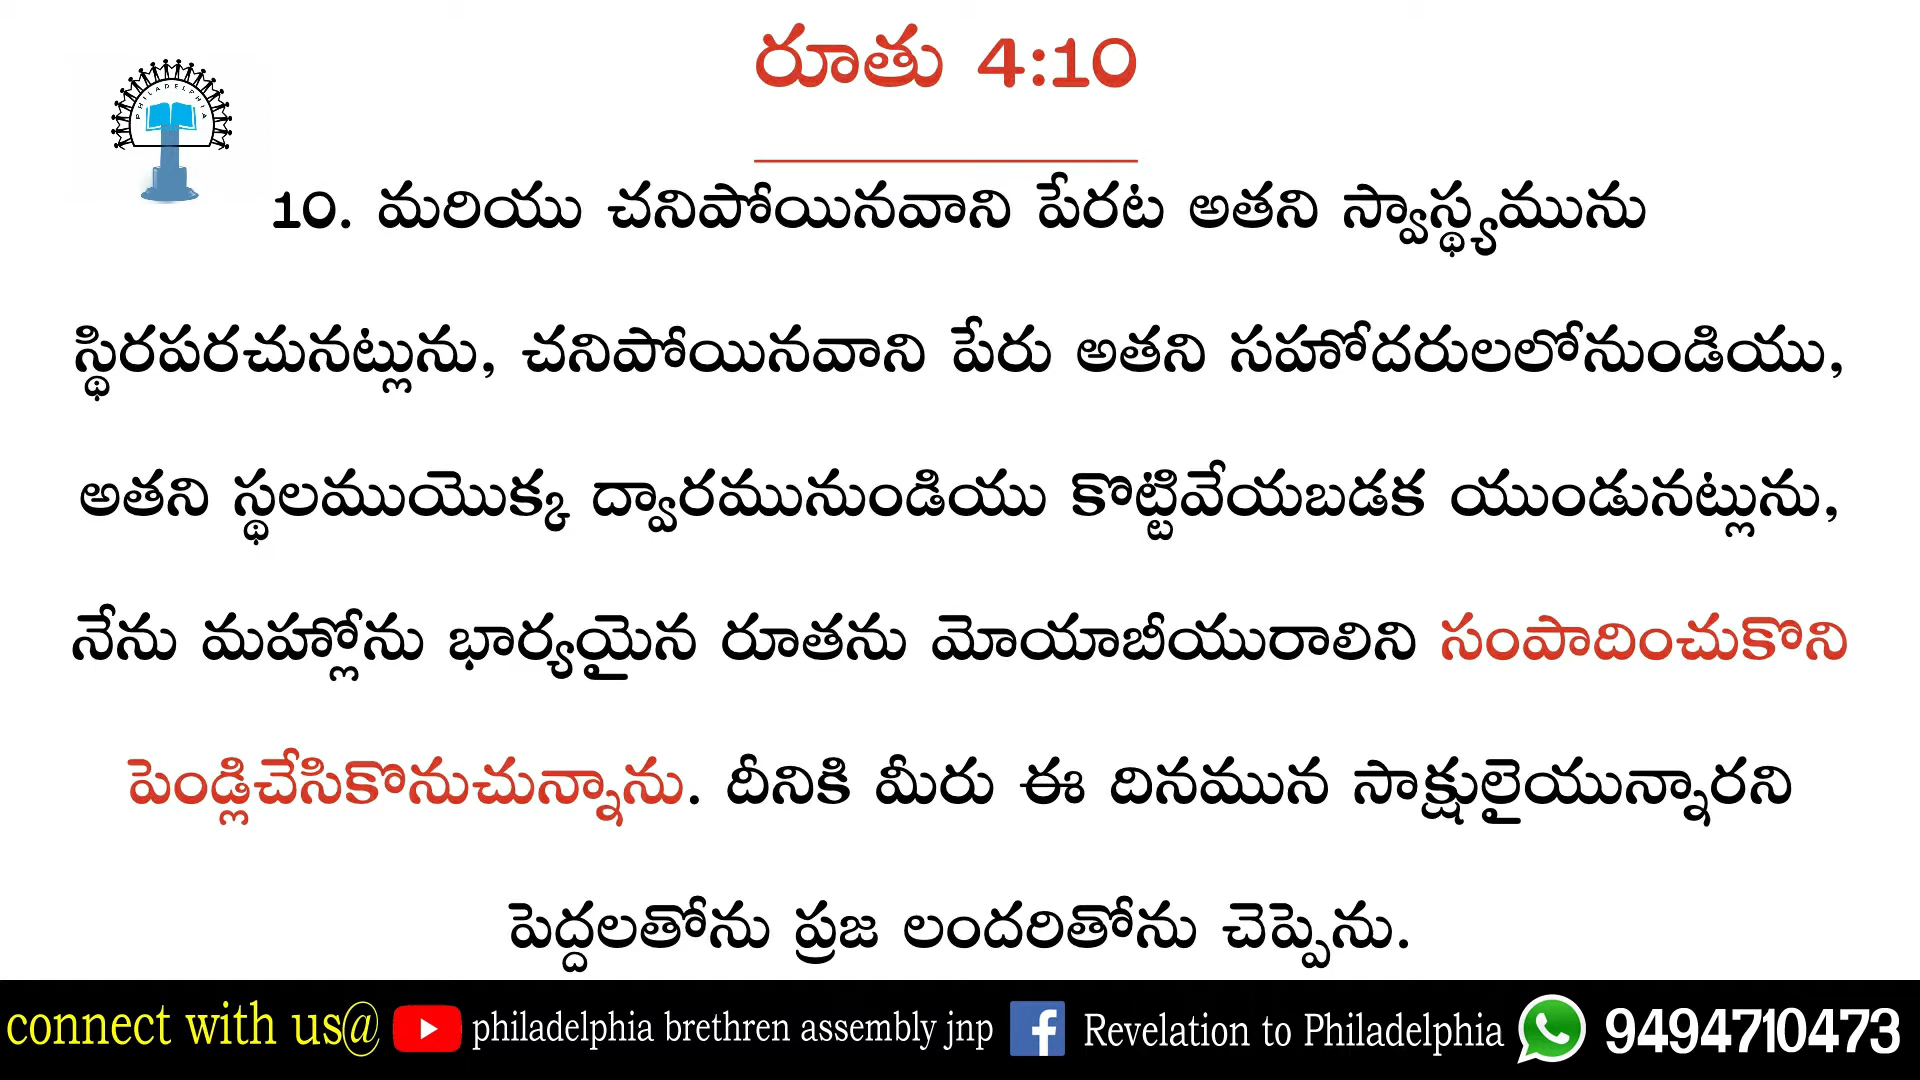 రూతు 4:10
PHILADELPHIA
10. మరియు చనిపోయినవాని పేరట అతని స్వాస్థ్యమును
స్థిరపరచునట్లును, చనిపోయినవాని పేరు అతని సహోదరులలోనుండియు,
అతని స్థలముయొక్క ద్వారమునుండియు కొట్టివేయబడక యుండునట్లును,
నేను మహ్లోను భార్యయైన రూతను మోయాబీయురాలిని సంపాదించుకొని
పెండ్లిచేసికొనుచున్నాను. దీనికి మీరు ఈ దినమున సాక్షులైయున్నారని
పెద్దలతోను ప్రజ లందరితోను చెప్పెను.
connect with us@ philadelphia brethren assembly jnp Revelation to Philadelphia 9494710473